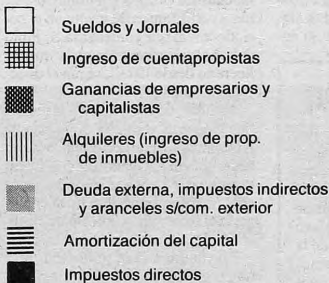 Sueldos y Jornales
Ingreso de cuentapropistas
Ganancias de empresarios y
capitalistas
Alquileres (ingreso de prop.
de inmuebles)
Deuda externa, impuestos indirectos
y aranceles s/com. exterior
Amortización del capital
Impuestos directos